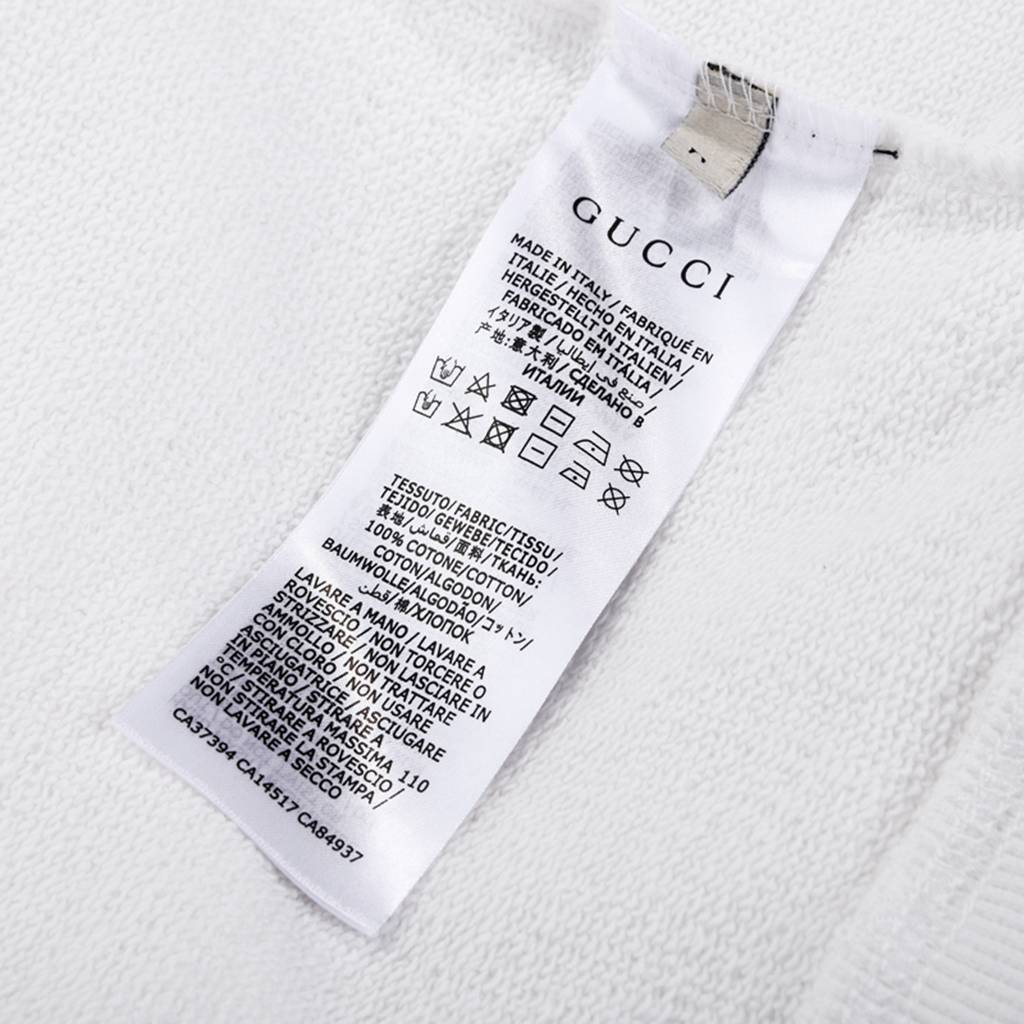 GUCCI
MADE IN ITALY / FABRIQUÉ EN
ITALIE / HECHO EN ITALIA /
HERGESTELLT IN ITALIEN /
FABRICADO EM ITÁLIA /
イタリア製 / صنع في إيطاليا /
产地:意大利 / СДЕЛАНО В
ИТАЛИИ
TESSUTO/FABRIC/TISSU/
TEJIDO/GEWEBE/TECIDO/
表地/قماش/面料/ТКАНЬ:
100% COTONE/COTTON/
COTON/ALGODON/
BAUMWOLLE/ALGODÃO/コットン/
قطن/棉/ХЛОПОК
LAVARE A MANO / LAVARE A
ROVESCIO / NON TORCERE O
STRIZZARE / NON LASCIARE IN
AMMOLLO / NON TRATTARE
CON CLORO / NON USARE
ASCIUGATRICE / ASCIUGARE
IN PIANO / STIRARE A
TEMPERATURA MASSIMA 110
°C / STIRARE A ROVESCIO /
NON STIRARE LA STAMPA /
NON LAVARE A SECCO
CA37394 CA14517 CA84937